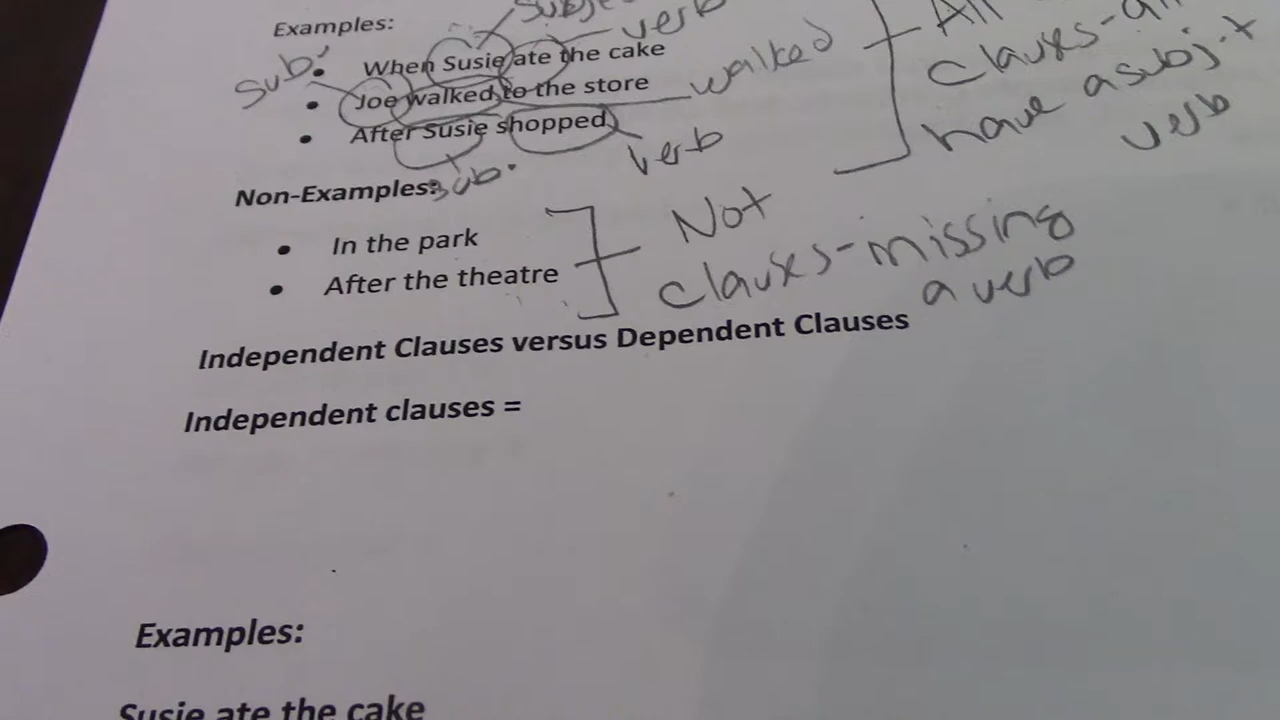 Examples:
verb
When Susie ate the cake
sub.
Joe walked to the store
walked
After Susie shopped
verb
sub.
All
clauses-all
have a subj. +
verb
Non-Examples:
In the park
After the theatre
Not
clauses-missing
a verb
Independent Clauses versus Dependent Clauses
Independent clauses =
Examples:
Susie ate the cake